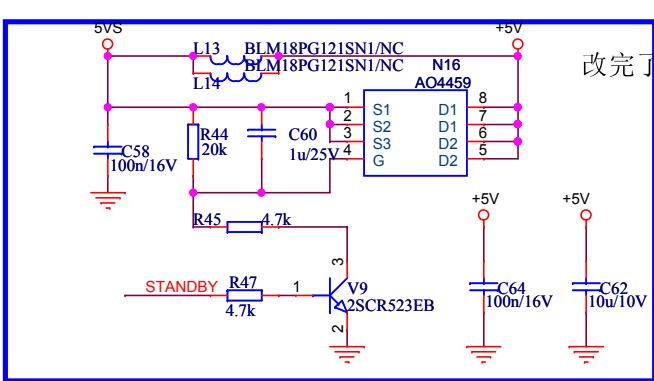 5VS
+5V
L13 BLM18PG121SN1/NC
BLM18PG121SN1/NC
L14
N16
AO4459
改完了
1 S1 D1 8
2 S2 D1 7
3 S3 D2 6
4 G D2 5
R44
20k
C60
1u/25V
C58
100n/16V
R45 4.7k
+5V
+5V
STANDBY R47 1
4.7k
3
V9
2SCR523EB
2
C64
100n/16V
C62
10u/10V